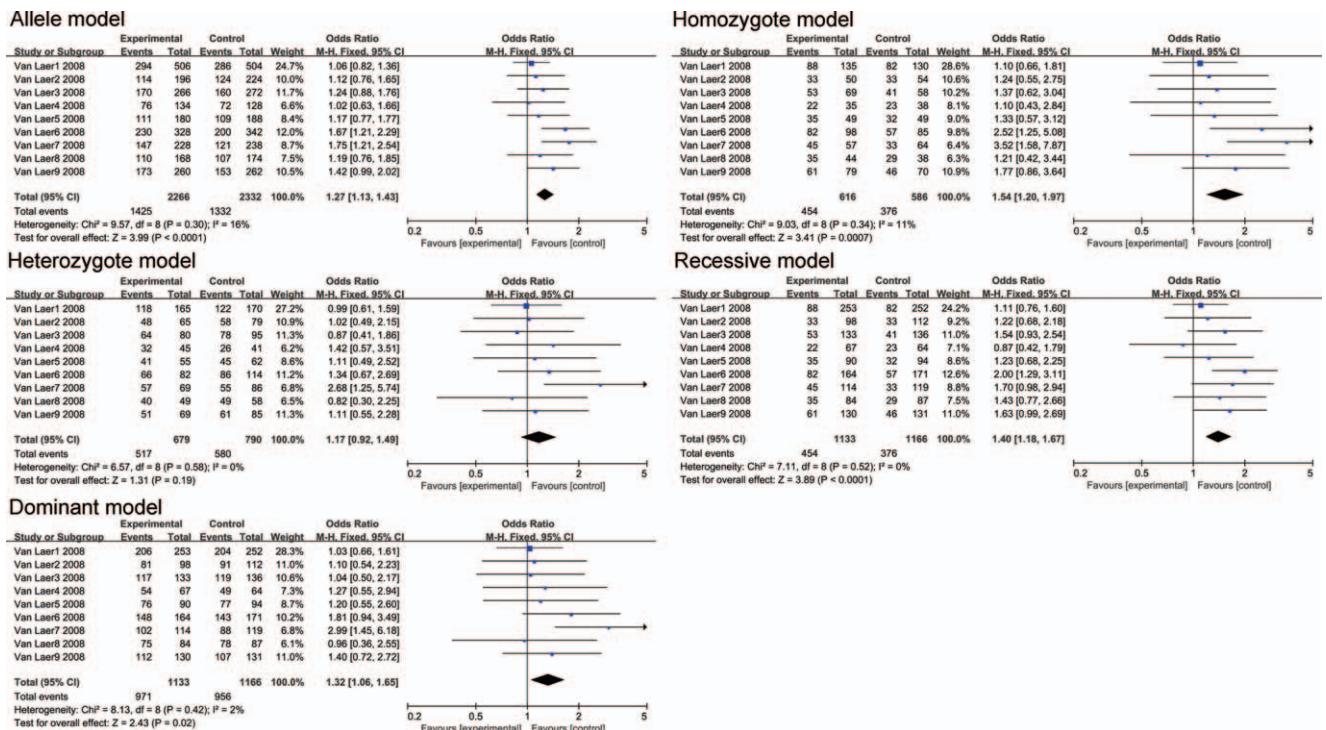 Allele model
Experimental Control Odds Ratio Odds Ratio
Study or Subgroup Events Total Events Total Weight M-H. Fixed. 95% CI M-H. Fixed. 95% CI
Van Laer1 2008 294 506 286 504 24.7% 1.06 [0.82, 1.36]
Van Laer2 2008 114 196 124 224 10.0% 1.12 [0.76, 1.65]
Van Laer3 2008 170 266 160 272 11.8% 1.24 [0.88, 1.76]
Van Laer4 2008 76 134 72 128 6.6% 1.02 [0.63, 1.66]
Van Laer5 2008 111 180 109 188 8.5% 1.17 [0.77, 1.77]
Van Laer6 2008 230 328 200 342 12.0% 1.67 [1.21, 2.29]
Van Laer7 2008 147 228 121 238 8.6% 1.75 [1.21, 2.54]
Van Laer8 2008 110 168 107 174 7.5% 1.19 [0.76, 1.85]
Van Laer9 2008 173 260 153 262 10.5% 1.42 [0.99, 2.02]
Total (95% CI) 2266 2332 100.0% 1.27 [1.13, 1.43]
Total events 1425 1332
Heterogeneity: Chi² = 9.57, df = 8 (P = 0.30); I² = 16%
Test for overall effect: Z = 3.99 (P < 0.0001)
0.2 0.5 1 2 5
Favours [experimental] Favours [control]
Homozygote model
Experimental Control Odds Ratio Odds Ratio
Study or Subgroup Events Total Events Total Weight M-H. Fixed. 95% CI M-H. Fixed. 95% CI
Van Laer1 2008 88 135 82 130 28.6% 1.10 [0.66, 1.81]
Van Laer2 2008 33 50 33 54 10.5% 1.24 [0.55, 2.75]
Van Laer3 2008 53 69 41 58 10.2% 1.37 [0.62, 3.04]
Van Laer4 2008 22 35 23 38 8.1% 1.10 [0.43, 2.84]
Van Laer5 2008 35 49 32 49 9.0% 1.33 [0.57, 3.12]
Van Laer6 2008 82 98 57 85 9.9% 2.52 [1.25, 5.08]
Van Laer7 2008 45 57 33 64 6.5% 3.52 [1.58, 7.87]
Van Laer8 2008 35 44 29 38 6.3% 1.21 [0.42, 3.44]
Van Laer9 2008 61 79 46 70 11.0% 1.77 [0.86, 3.64]
Total (95% CI) 616 586 100.0% 1.54 [1.20, 1.97]
Total events 454 376
Heterogeneity: Chi² = 9.03, df = 8 (P = 0.34); I² = 11%
Test for overall effect: Z = 3.41 (P = 0.0007)
0.2 0.5 1 2 5
Favours [experimental] Favours [control]
Heterozygote model
Experimental Control Odds Ratio Odds Ratio
Study or Subgroup Events Total Events Total Weight M-H. Fixed. 95% CI M-H. Fixed. 95% CI
Van Laer1 2008 118 165 122 170 27.2% 0.99 [0.61, 1.59]
Van Laer2 2008 48 65 58 79 10.9% 1.02 [0.49, 2.15]
Van Laer3 2008 64 80 78 95 11.3% 0.87 [0.41, 1.86]
Van Laer4 2008 32 45 26 41 6.2% 1.42 [0.57, 3.51]
Van Laer5 2008 41 55 45 62 8.6% 1.11 [0.49, 2.52]
Van Laer6 2008 66 82 86 114 11.3% 1.34 [0.67, 2.69]
Van Laer7 2008 57 69 55 86 6.8% 2.68 [1.25, 5.74]
Van Laer8 2008 40 49 49 58 6.5% 0.82 [0.30, 2.25]
Van Laer9 2008 51 69 61 85 11.3% 1.11 [0.55, 2.28]
Total (95% CI) 679 790 100.0% 1.17 [0.92, 1.49]
Total events 517 580
Heterogeneity: Chi² = 6.57, df = 8 (P = 0.58); I² = 0%
Test for overall effect: Z = 1.31 (P = 0.19)
0.2 0.5 1 2 5
Favours [experimental] Favours [control]
Recessive model
Experimental Control Odds Ratio Odds Ratio
Study or Subgroup Events Total Events Total Weight M-H. Fixed. 95% CI M-H. Fixed. 95% CI
Van Laer1 2008 88 253 82 252 24.7% 1.11 [0.76, 1.60]
Van Laer2 2008 33 98 33 112 9.2% 1.22 [0.68, 2.18]
Van Laer3 2008 53 133 41 136 11.3% 1.54 [0.93, 2.54]
Van Laer4 2008 22 67 23 64 7.1% 0.87 [0.42, 1.79]
Van Laer5 2008 35 90 32 94 8.8% 1.23 [0.68, 2.25]
Van Laer6 2008 82 164 57 171 12.8% 2.00 [1.29, 3.11]
Van Laer7 2008 45 114 33 119 8.9% 1.70 [0.98, 2.94]
Van Laer8 2008 35 84 29 87 7.5% 1.43 [0.77, 2.66]
Van Laer9 2008 61 130 46 131 11.0% 1.63 [0.99, 2.69]
Total (95% CI) 1133 1166 100.0% 1.40 [1.18, 1.67]
Total events 454 376
Heterogeneity: Chi² = 7.11, df = 8 (P = 0.52); I² = 0%
Test for overall effect: Z = 3.89 (P < 0.0001)
0.2 0.5 1 2 5
Favours [experimental] Favours [control]
Dominant model
Experimental Control Odds Ratio Odds Ratio
Study or Subgroup Events Total Events Total Weight M-H. Fixed. 95% CI M-H. Fixed. 95% CI
Van Laer1 2008 206 253 204 252 28.3% 1.03 [0.66, 1.61]
Van Laer2 2008 81 98 91 112 11.0% 1.10 [0.54, 2.23]
Van Laer3 2008 117 133 119 136 10.6% 1.04 [0.50, 2.17]
Van Laer4 2008 54 67 49 64 7.3% 1.27 [0.55, 2.94]
Van Laer5 2008 76 90 77 94 8.7% 1.20 [0.55, 2.60]
Van Laer6 2008 148 164 143 171 10.2% 1.81 [0.94, 3.49]
Van Laer7 2008 102 114 88 119 6.8% 2.99 [1.45, 6.18]
Van Laer8 2008 75 84 78 87 6.1% 0.96 [0.36, 2.55]
Van Laer9 2008 112 130 107 131 11.0% 1.40 [0.72, 2.72]
Total (95% CI) 1133 1166 100.0% 1.32 [1.06, 1.65]
Total events 971 956
Heterogeneity: Chi² = 8.13, df = 8 (P = 0.42); I² = 2%
Test for overall effect: Z = 2.43 (P = 0.02)
0.2 0.5 1 2 5
Favours [experimental] Favours [control]